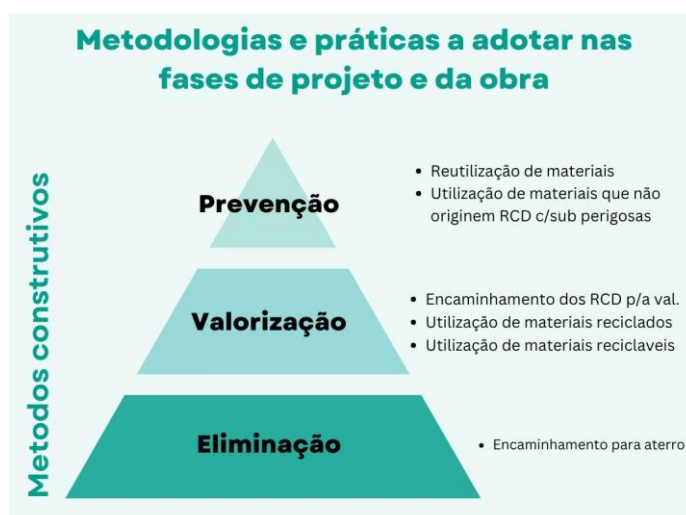 Metodologias e práticas a adotar nas
fases de projeto e da obra
Metodos construtivos
Prevenção
• Reutilização de materiais
• Utilização de materiais que não
originem RCD c/sub perigosas
Valorização
• Encaminhamento dos RCD p/a val.
• Utilização de materiais reciclados
• Utilização de materiais reciclaveis
Eliminação
• Encaminhamento para aterro